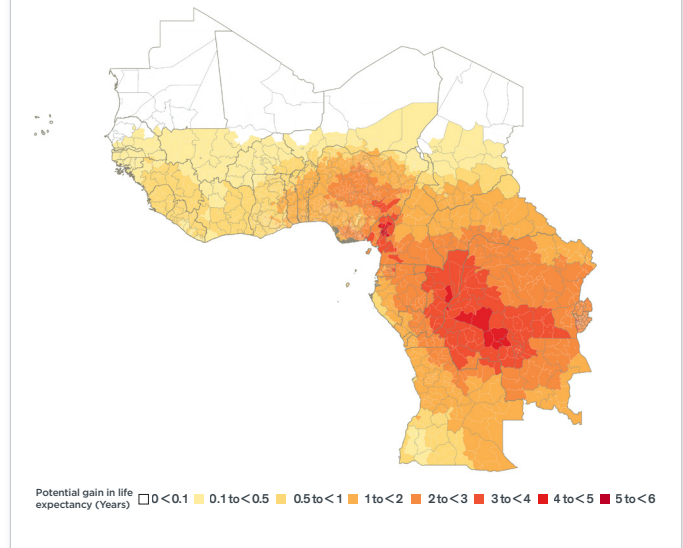 Potential gain in life
expectancy (Years)
0<0.1 0.1 to<0.5 0.5 to<1 1 to<2 2 to<3 3 to<4 4 to<5 5 to<6